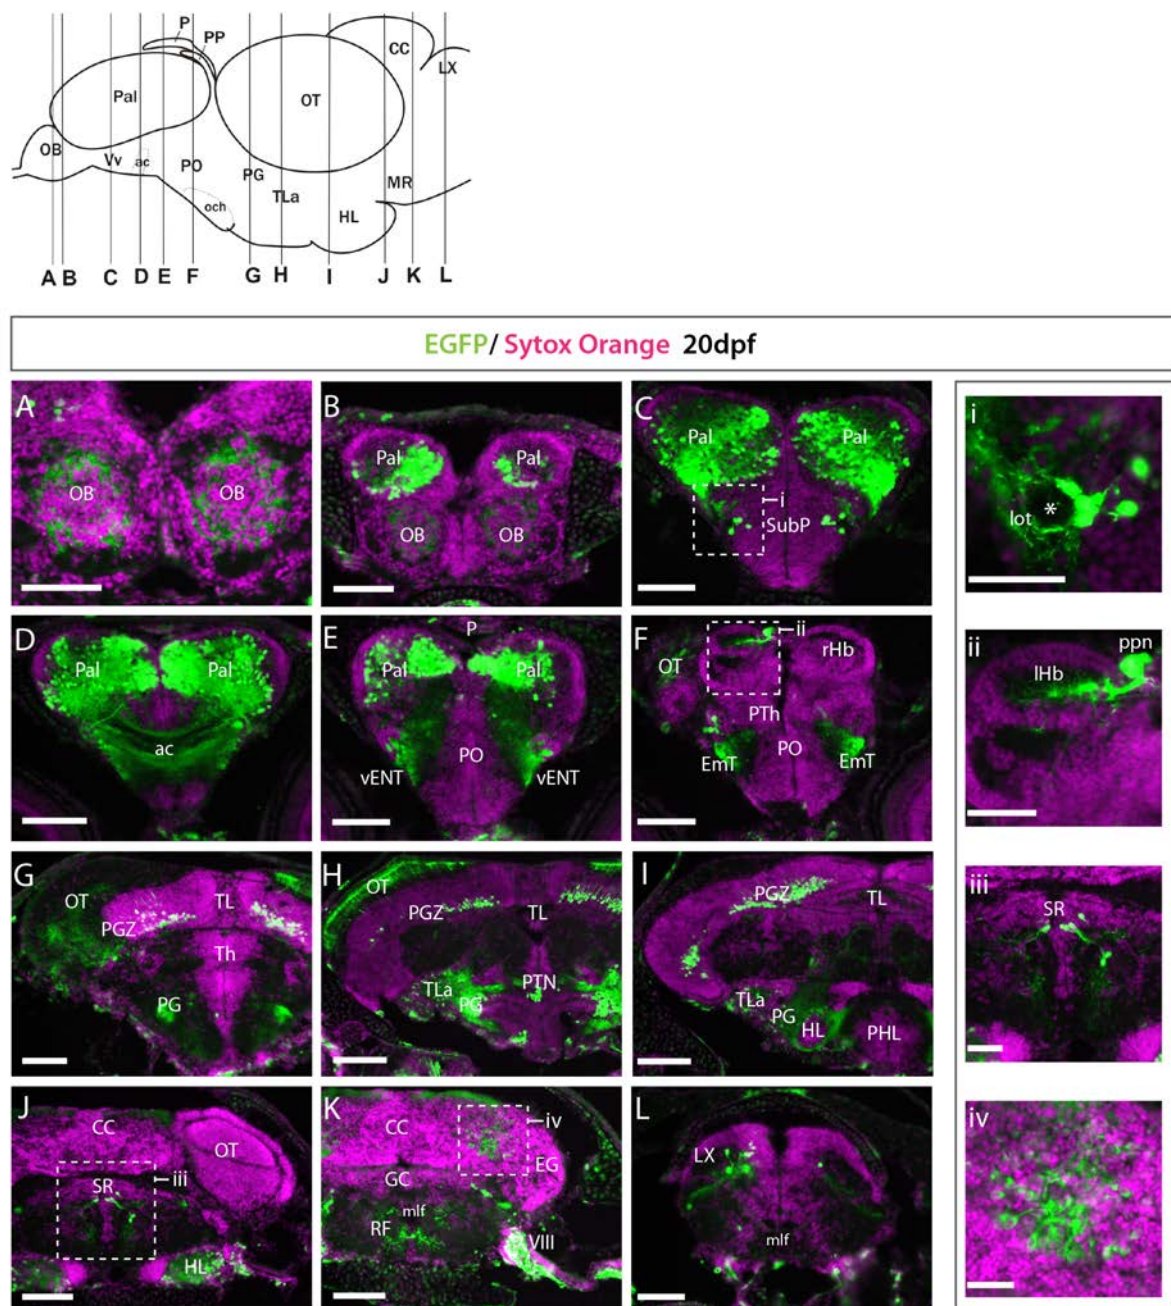 P
PP
CC
LX
Pal
OT
OB
Vv
ac
PO
PG
MR
TLa
och
HL
A B C D E F G H I J K L
EGFP/ Sytox Orange 20dpf
A
OB
OB
B
Pal
Pal
OB
OB
C
Pal
Pal
i
SubP
i
lot
*
D
Pal
Pal
ac
E
P
Pal
Pal
PO
vENT
vENT
F
ii
OT
rHb
PTh
EmT
PO
EmT
ii
ppn
lHb
G
OT
TL
PGZ
Th
PG
H
OT
PGZ
TL
TLa
PG
PTN
I
PGZ
TL
TLa
PG
HL
PHL
iii
SR
J
CC
OT
SR
iii
HL
K
CC
iv
EG
GC
mlf
RF
VIII
L
LX
mlf
iv